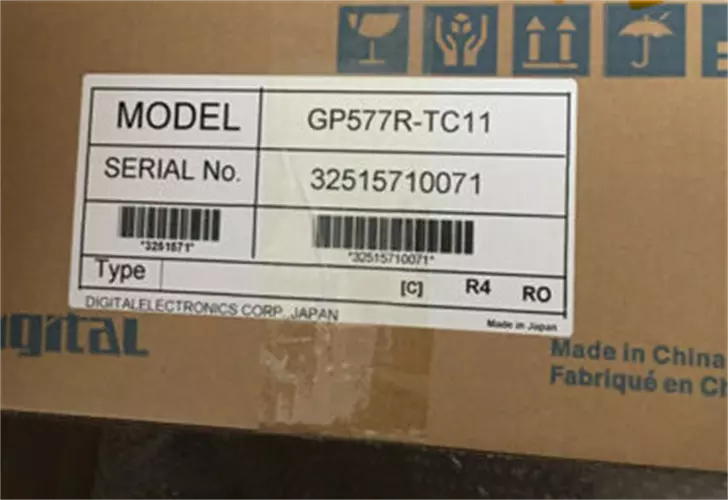 MODEL GP577R-TC11
SERIAL No. 32515710071
*3251571* *32515710071*
Type [C] R4 RO
DIGITALELECTRONICS CORP., JAPAN Made in Japan
gital
Made in China
Fabriqué en Ch